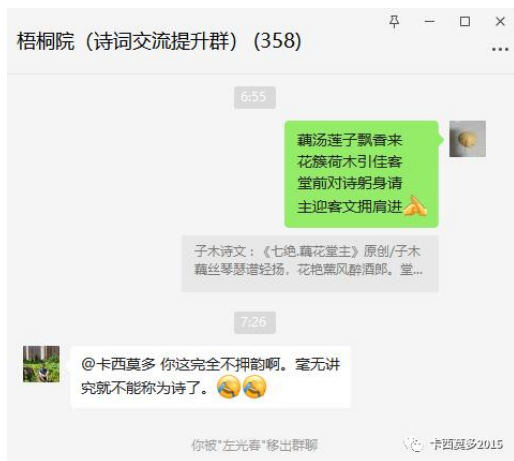 梧桐院（诗词交流提升群） (358)
6:55
藕汤莲子飘香来
花簇荷木引佳客
堂前对诗躬身请
主迎客文拥肩进
子木诗文：《七绝.藕花堂主》原创/子木
藕丝琴瑟谱轻扬，花艳薰风醉酒郎。堂...
7:26
@卡西莫多 你这完全不押韵啊。毫无讲
究就不能称为诗了。
你被"左光春"移出群聊
卡西莫多2015